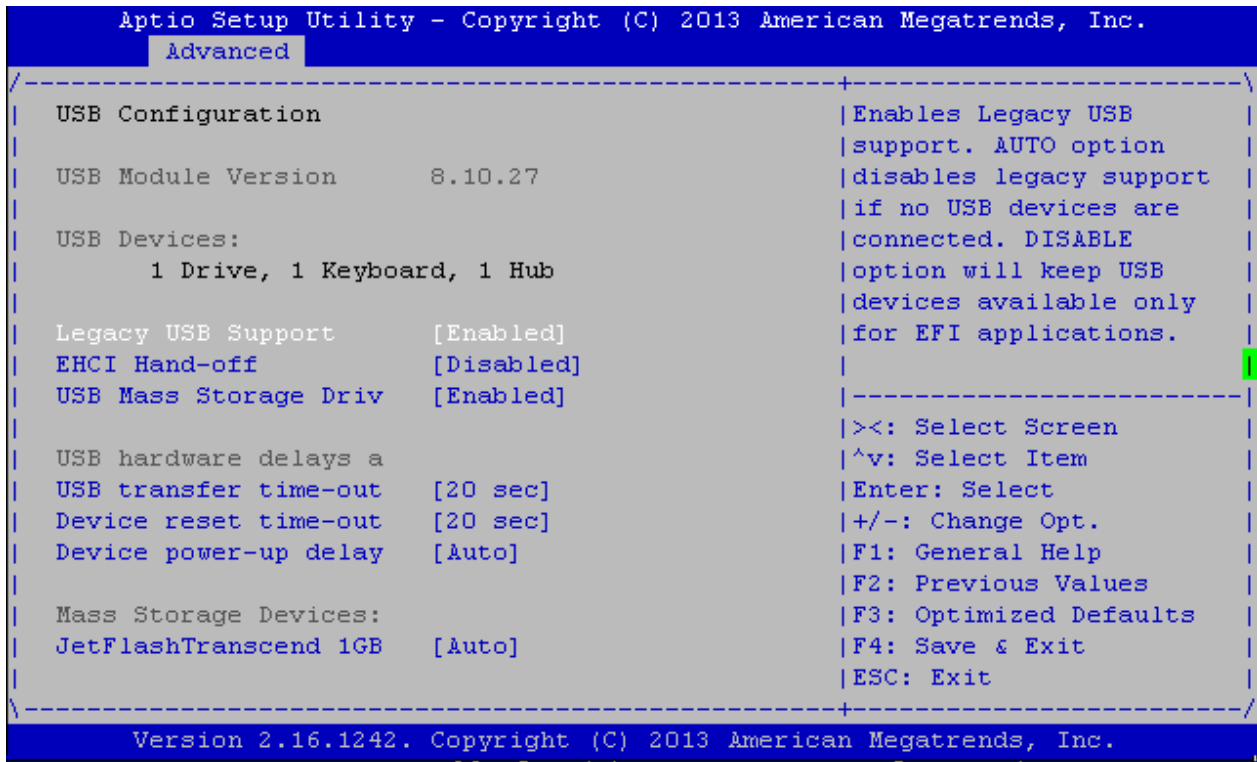 Aptio Setup Utility - Copyright (C) 2013 American Megatrends, Inc.
Advanced
USB Configuration
USB Module Version 8.10.27
USB Devices:
1 Drive, 1 Keyboard, 1 Hub
Legacy USB Support [Enabled]
EHCI Hand-off [Disabled]
USB Mass Storage Driv [Enabled]
USB hardware delays a
USB transfer time-out [20 sec]
Device reset time-out [20 sec]
Device power-up delay [Auto]
Mass Storage Devices:
JetFlashTranscend 1GB [Auto]
Enables Legacy USB
support. AUTO option
disables legacy support
if no USB devices are
connected. DISABLE
option will keep USB
devices available only
for EFI applications.
><: Select Screen
^v: Select Item
Enter: Select
+/-: Change Opt.
F1: General Help
F2: Previous Values
F3: Optimized Defaults
F4: Save & Exit
ESC: Exit
Version 2.16.1242. Copyright (C) 2013 American Megatrends, Inc.